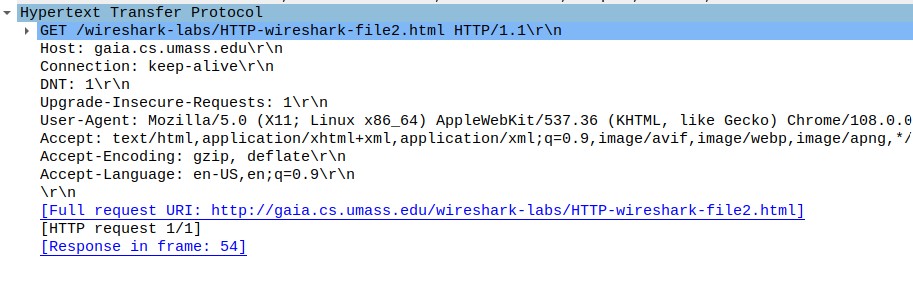 Hypertext Transfer Protocol
GET /wireshark-labs/HTTP-wireshark-file2.html HTTP/1.1\r\n
Host: gaia.cs.umass.edu\r\n
Connection: keep-alive\r\n
DNT: 1\r\n
Upgrade-Insecure-Requests: 1\r\n
User-Agent: Mozilla/5.0 (X11; Linux x86_64) AppleWebKit/537.36 (KHTML, like Gecko) Chrome/108.0.0
Accept: text/html,application/xhtml+xml,application/xml;q=0.9,image/avif,image/webp,image/apng,*/
Accept-Encoding: gzip, deflate\r\n
Accept-Language: en-US,en;q=0.9\r\n
\r\n
[Full request URI: http://gaia.cs.umass.edu/wireshark-labs/HTTP-wireshark-file2.html]
[HTTP request 1/1]
[Response in frame: 54]